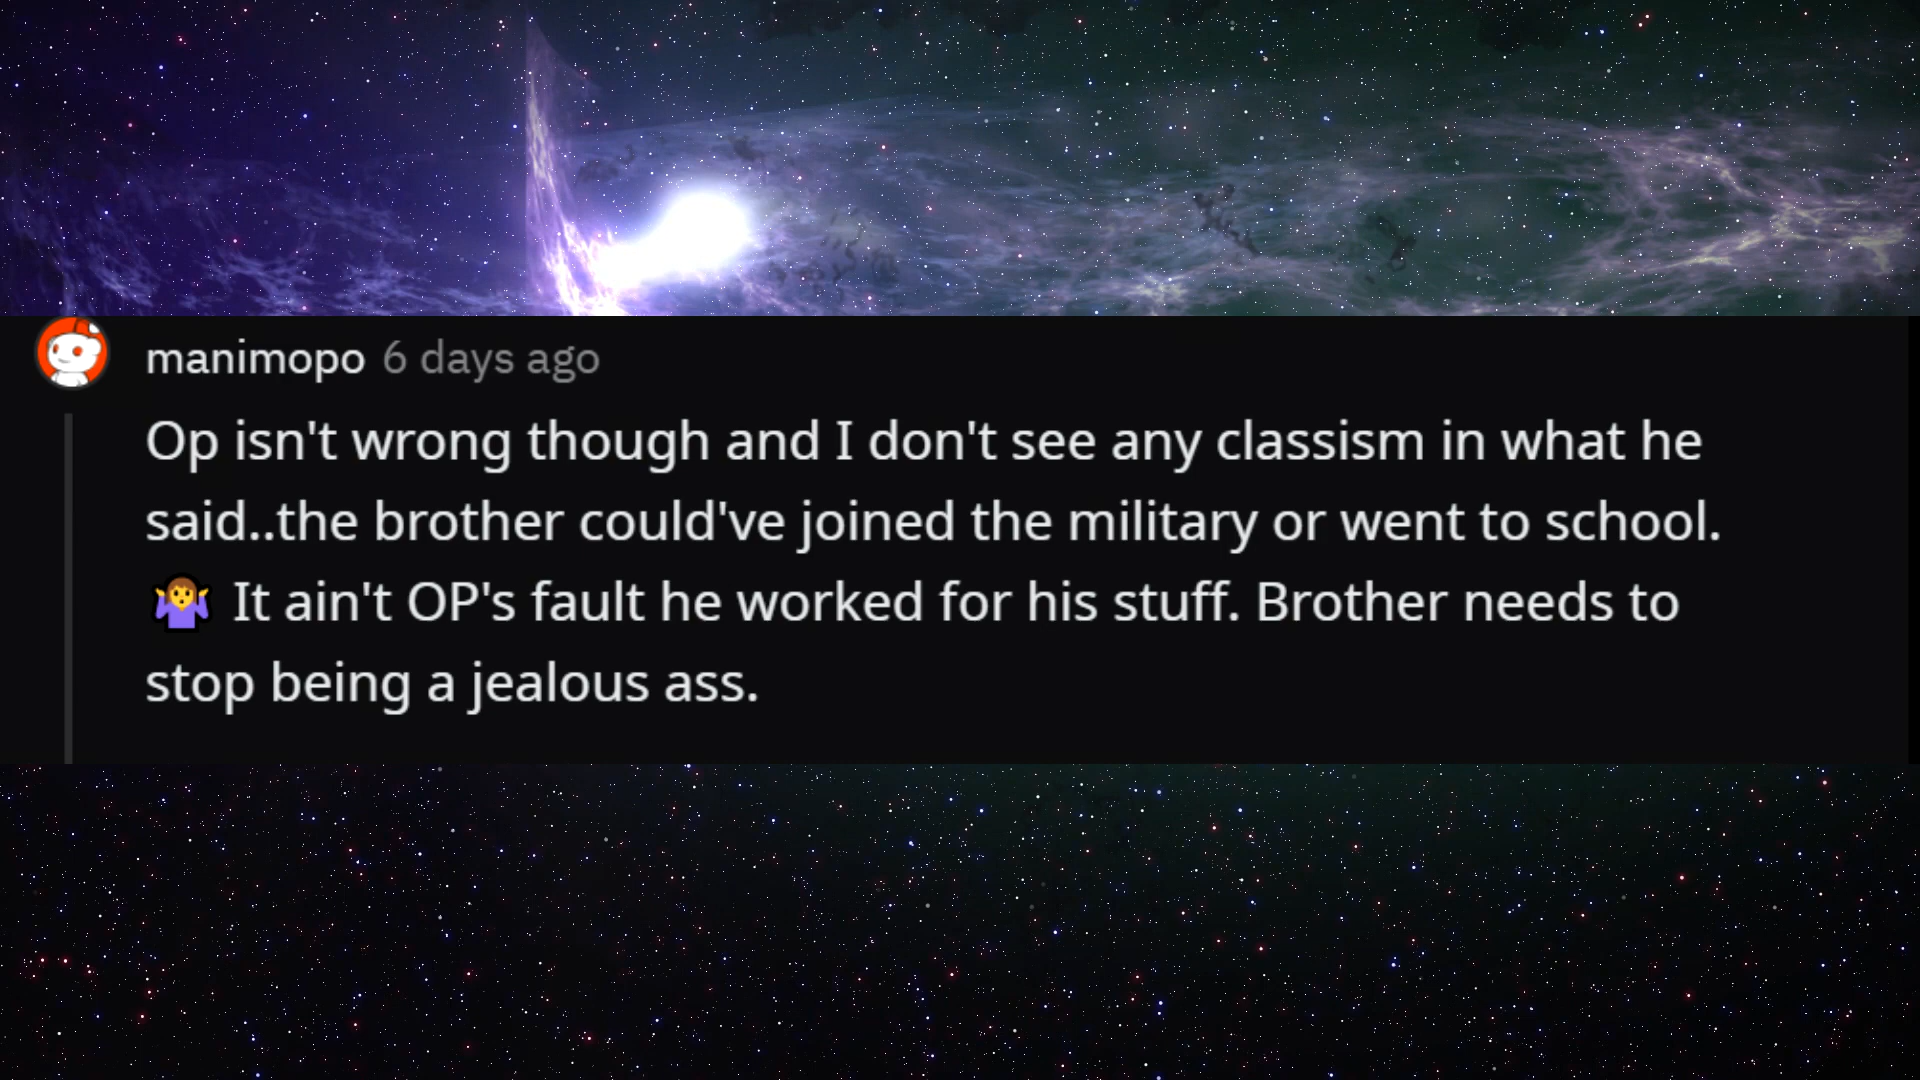 manimopo 6 days ago
Op isn't wrong though and I don't see any classism in what he
said..the brother could've joined the military or went to school.
🤷‍♀️ It ain't OP's fault he worked for his stuff. Brother needs to
stop being a jealous ass.